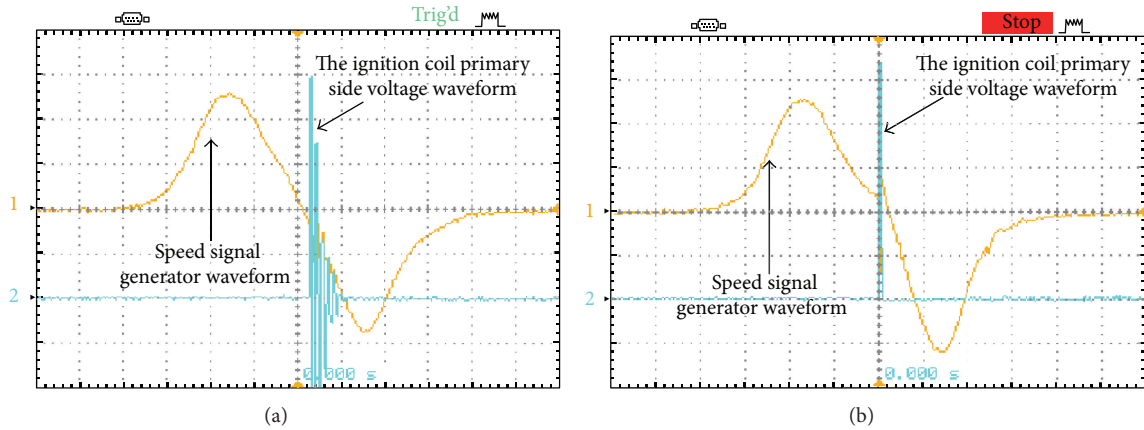 Trig'd
The ignition coil primary
side voltage waveform
1
Speed signal
generator waveform
2
0.000 s
(a)
Stop
The ignition coil primary
side voltage waveform
1
Speed signal
generator waveform
2
0.000 s
(b)